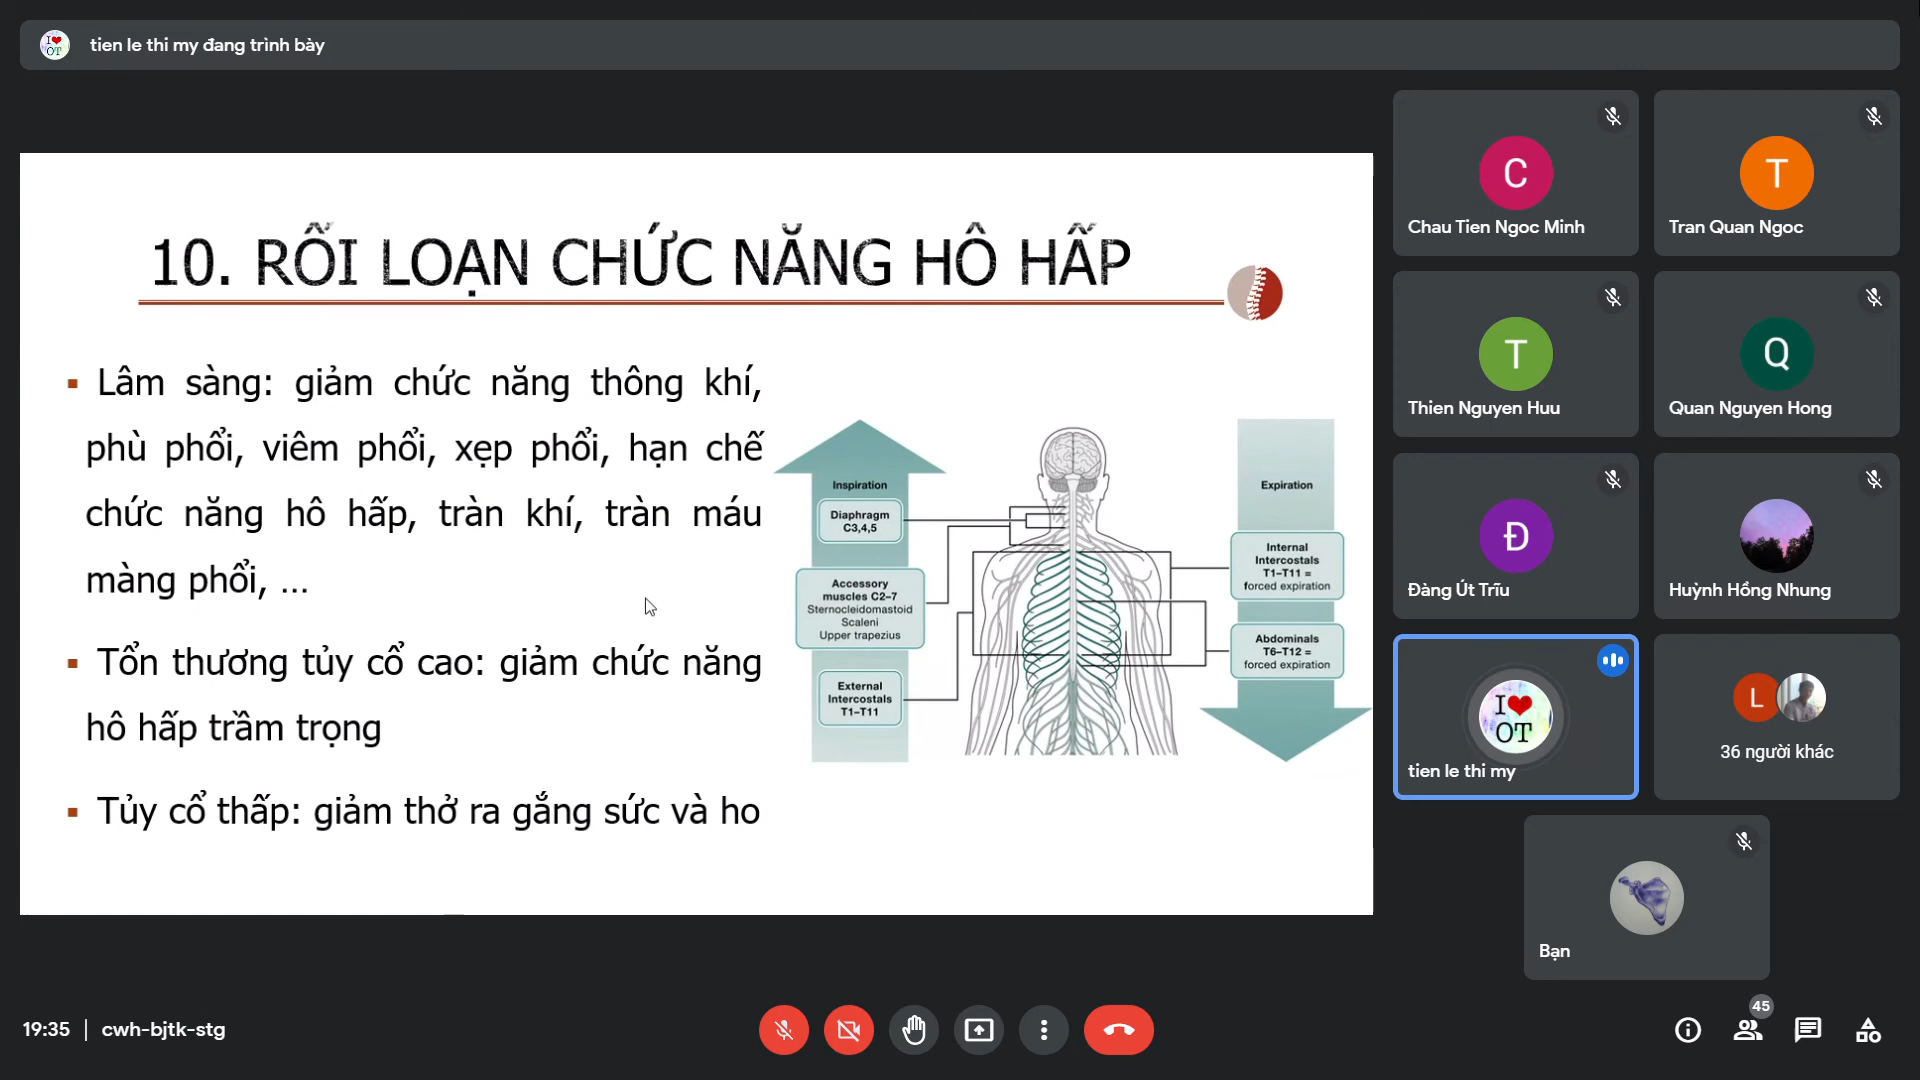 I ❤ OT
tien le thi my đang trình bày
10. RỐI LOẠN CHỨC NĂNG HÔ HẤP
▪ Lâm sàng: giảm chức năng thông khí,
phù phổi, viêm phổi, xẹp phổi, hạn chế
chức năng hô hấp, tràn khí, tràn máu
màng phổi, ...
▪ Tổn thương tủy cổ cao: giảm chức năng
hô hấp trầm trọng
▪ Tủy cổ thấp: giảm thở ra gắng sức và ho
Inspiration
Diaphragm
C3,4,5
Accessory
muscles C2–7
Sternocleidomastoid
Scaleni
Upper trapezius
External
Intercostals
T1–T11
Expiration
Internal
Intercostals
T1–T11 =
forced expiration
Abdominals
T6–T12 =
forced expiration
C
Chau Tien Ngoc Minh
T
Tran Quan Ngoc
T
Thien Nguyen Huu
Q
Quan Nguyen Hong
Đ
Đàng Út Trĩu
Huỳnh Hồng Nhung
I ❤
OT
tien le thi my
L
36 người khác
Bạn
19:35 | cwh-bjtk-stg
45